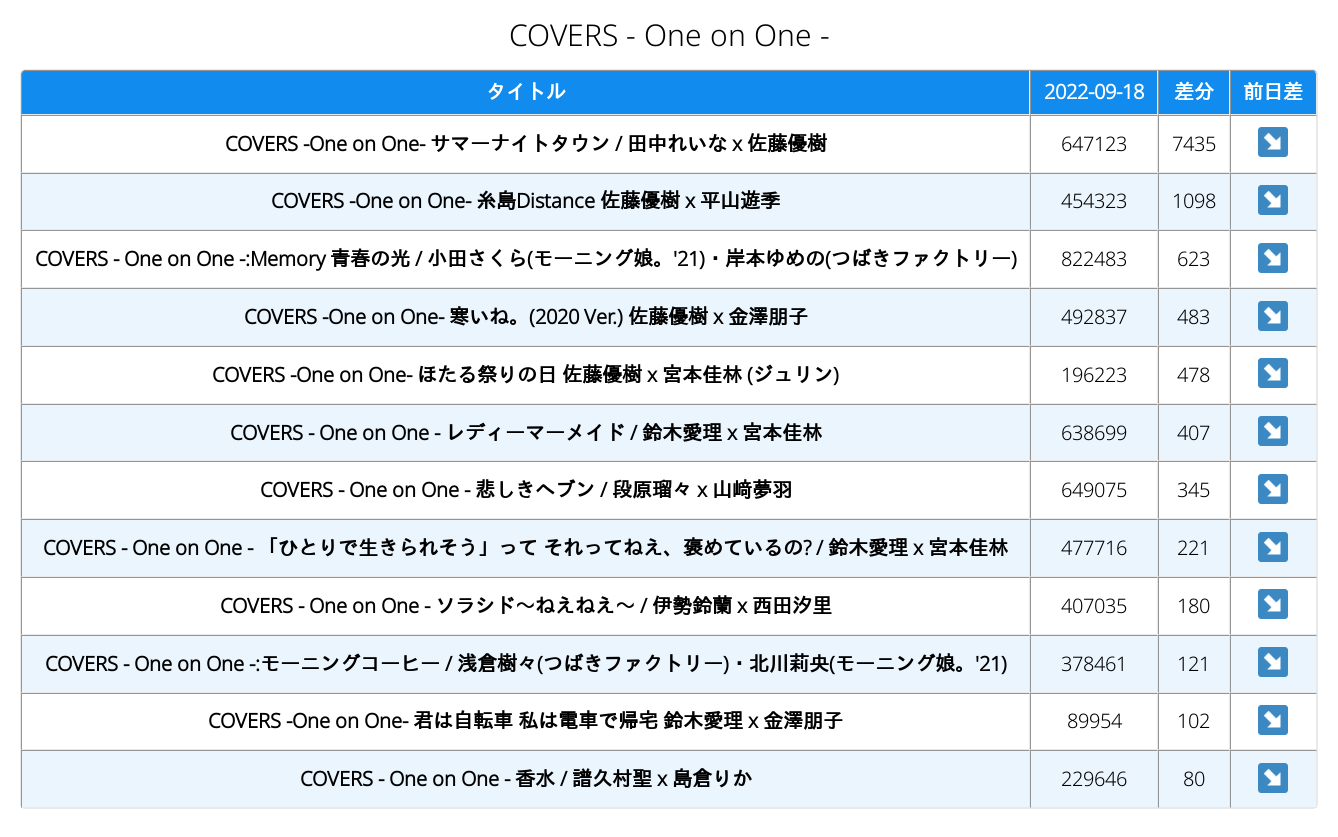 COVERS - One on One -
タイトル 2022-09-18 差分 前日差
COVERS -One on One- サマーナイトタウン / 田中れいな x 佐藤優樹 647123 7435
COVERS -One on One- 糸島Distance 佐藤優樹 x 平山遊季 454323 1098
COVERS - One on One -:Memory 青春の光 / 小田さくら(モーニング娘。'21)・岸本ゆめの(つばきファクトリー) 822483 623
COVERS -One on One- 寒いね。(2020 Ver.) 佐藤優樹 x 金澤朋子 492837 483
COVERS -One on One- ほたる祭りの日 佐藤優樹 x 宮本佳林 (ジュリン) 196223 478
COVERS - One on One - レディーマーメイド / 鈴木愛理 x 宮本佳林 638699 407
COVERS - One on One - 悲しきヘブン / 段原瑠々 x 山﨑夢羽 649075 345
COVERS - One on One - 「ひとりで生きられそう」って それってねえ、褒めているの? / 鈴木愛理 x 宮本佳林 477716 221
COVERS - One on One - ソラシド〜ねえねえ〜 / 伊勢鈴蘭 x 西田汐里 407035 180
COVERS - One on One -:モーニングコーヒー / 浅倉樹々(つばきファクトリー)・北川莉央(モーニング娘。'21) 378461 121
COVERS -One on One- 君は自転車 私は電車で帰宅 鈴木愛理 x 金澤朋子 89954 102
COVERS - One on One - 香水 / 譜久村聖 x 島倉りか 229646 80